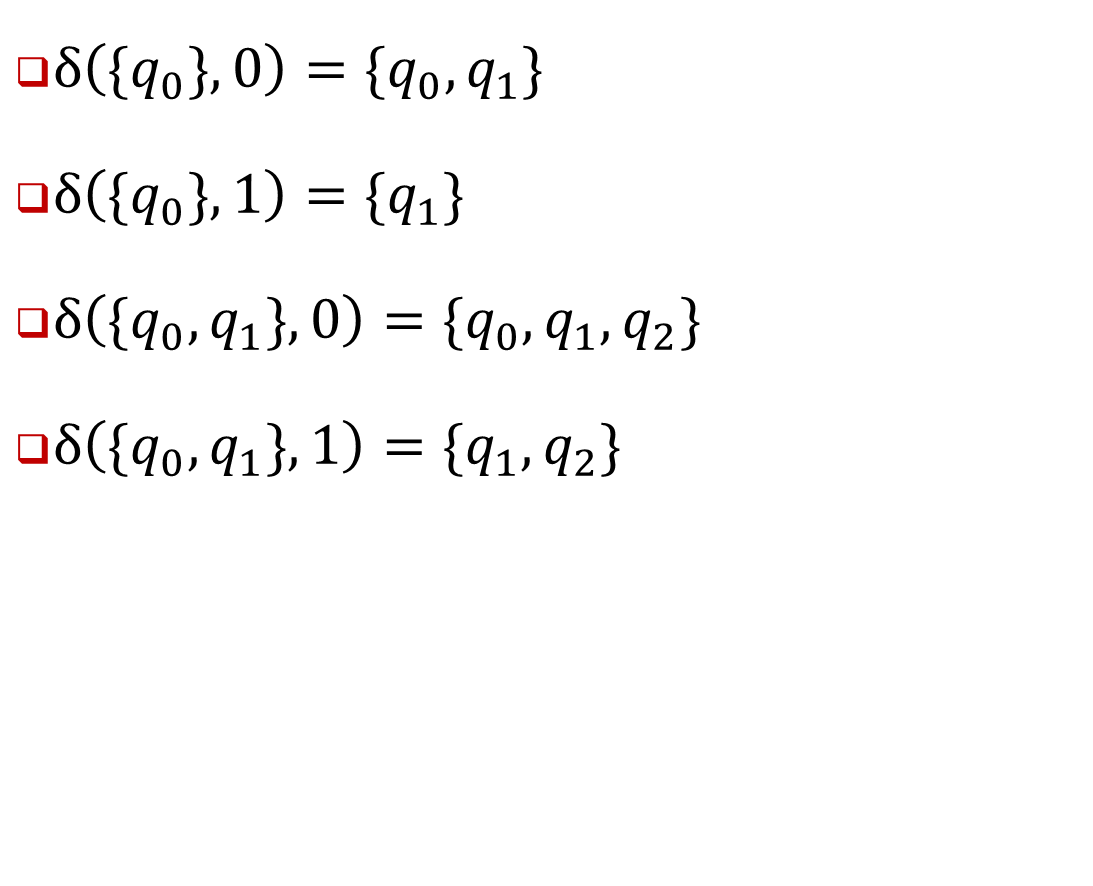 ❑δ({q₀}, 0) = {q₀, q₁}
❑δ({q₀}, 1) = {q₁}
❑δ({q₀, q₁}, 0) = {q₀, q₁, q₂}
❑δ({q₀, q₁}, 1) = {q₁, q₂}